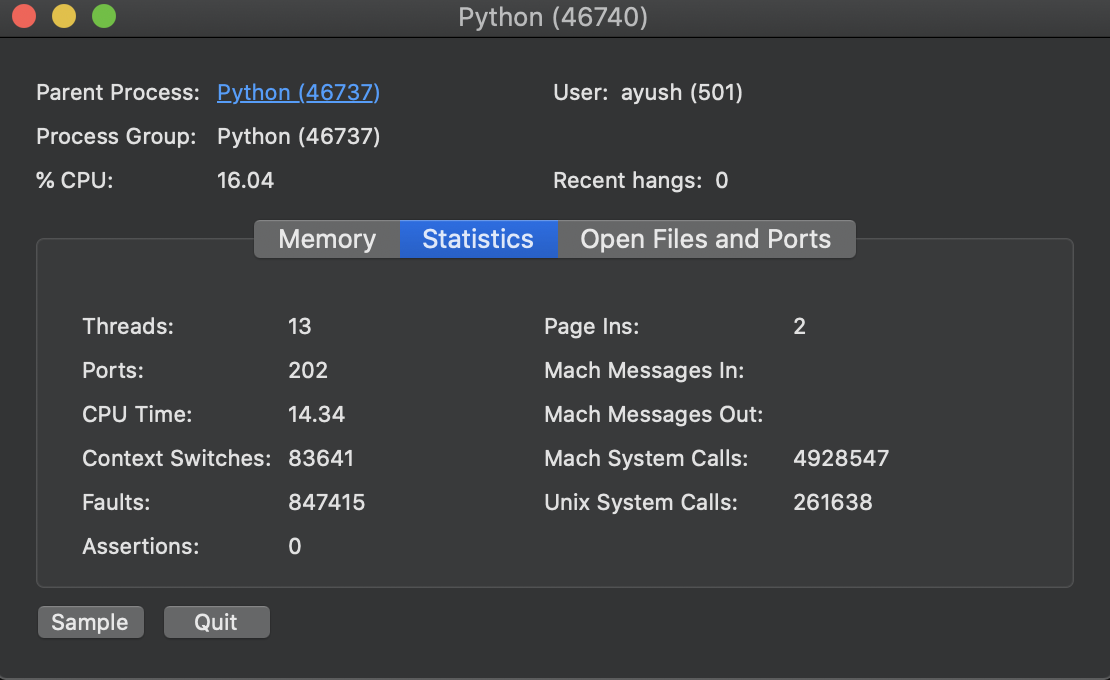 Python (46740)
Parent Process: Python (46737) User: ayush (501)
Process Group: Python (46737)
% CPU: 16.04 Recent hangs: 0
Memory Statistics Open Files and Ports
Threads: 13 Page Ins: 2
Ports: 202 Mach Messages In:
CPU Time: 14.34 Mach Messages Out:
Context Switches: 83641 Mach System Calls: 4928547
Faults: 847415 Unix System Calls: 261638
Assertions: 0
Sample Quit